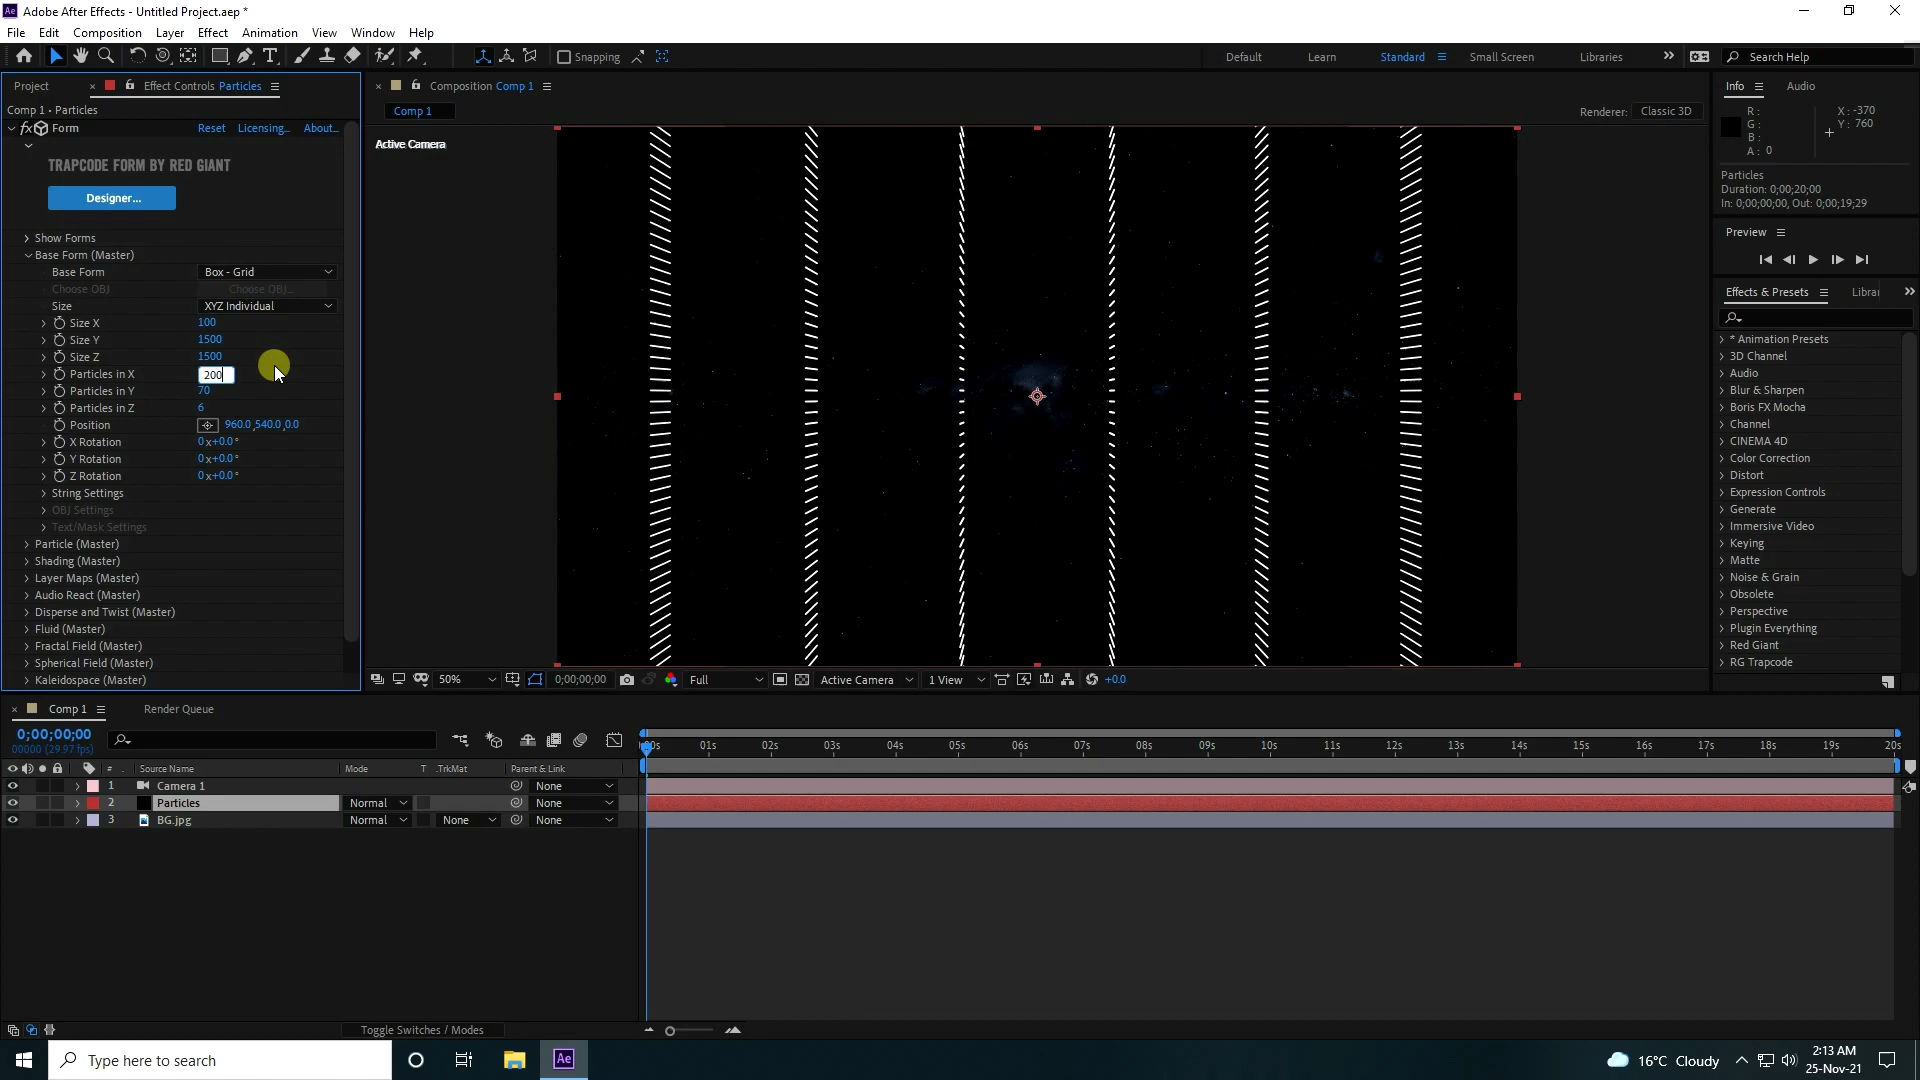 Adobe After Effects - Untitled Project.aep *
File Edit Composition Layer Effect Animation View Window Help
Snapping Default Learn Standard Small Screen Libraries Search Help
Project Effect Controls Particles
Comp 1 • Particles
Form Reset Licensing... About...
TRAPCODE FORM BY RED GIANT
Designer...
Show Forms
Base Form (Master)
Base Form Box - Grid
Choose OBJ Choose OBJ...
Size XYZ Individual
Size X 100
Size Y 1500
Size Z 1500
Particles in X 200
Particles in Y 70
Particles in Z 6
Position 960.0,540.0,0.0
X Rotation 0x+0.0°
Y Rotation 0x+0.0°
Z Rotation 0x+0.0°
String Settings
OBJ Settings
Text/Mask Settings
Particle (Master)
Shading (Master)
Layer Maps (Master)
Audio React (Master)
Disperse and Twist (Master)
Fluid (Master)
Fractal Field (Master)
Spherical Field (Master)
Kaleidospace (Master)
Composition Comp 1
Comp 1
Renderer: Classic 3D
Active Camera
50% 0;00;00;00 Full Active Camera 1 View +0.0
Info Audio
R: X: -370
G: Y: 760
B:
A: 0
Particles
Duration: 0;00;20;00
In: 0;00;00;00, Out: 0;00;19;29
Preview
Effects & Presets Librar
* Animation Presets
3D Channel
Audio
Blur & Sharpen
Boris FX Mocha
Channel
CINEMA 4D
Color Correction
Distort
Expression Controls
Generate
Immersive Video
Keying
Matte
Noise & Grain
Obsolete
Perspective
Plugin Everything
Red Giant
RG Trapcode
Comp 1 Render Queue
0;00;00;00
00000 (29.97 fps)
:00s 01s 02s 03s 04s 05s 06s 07s 08s 09s 10s 11s 12s 13s 14s 15s 16s 17s 18s 19s 20s
# Source Name Mode T .TrkMat Parent & Link
1 Camera 1 None
2 Particles Normal None
3 BG.jpg Normal None None
Toggle Switches / Modes
Type here to search
Ae
16°C Cloudy
2:13 AM
25-Nov-21